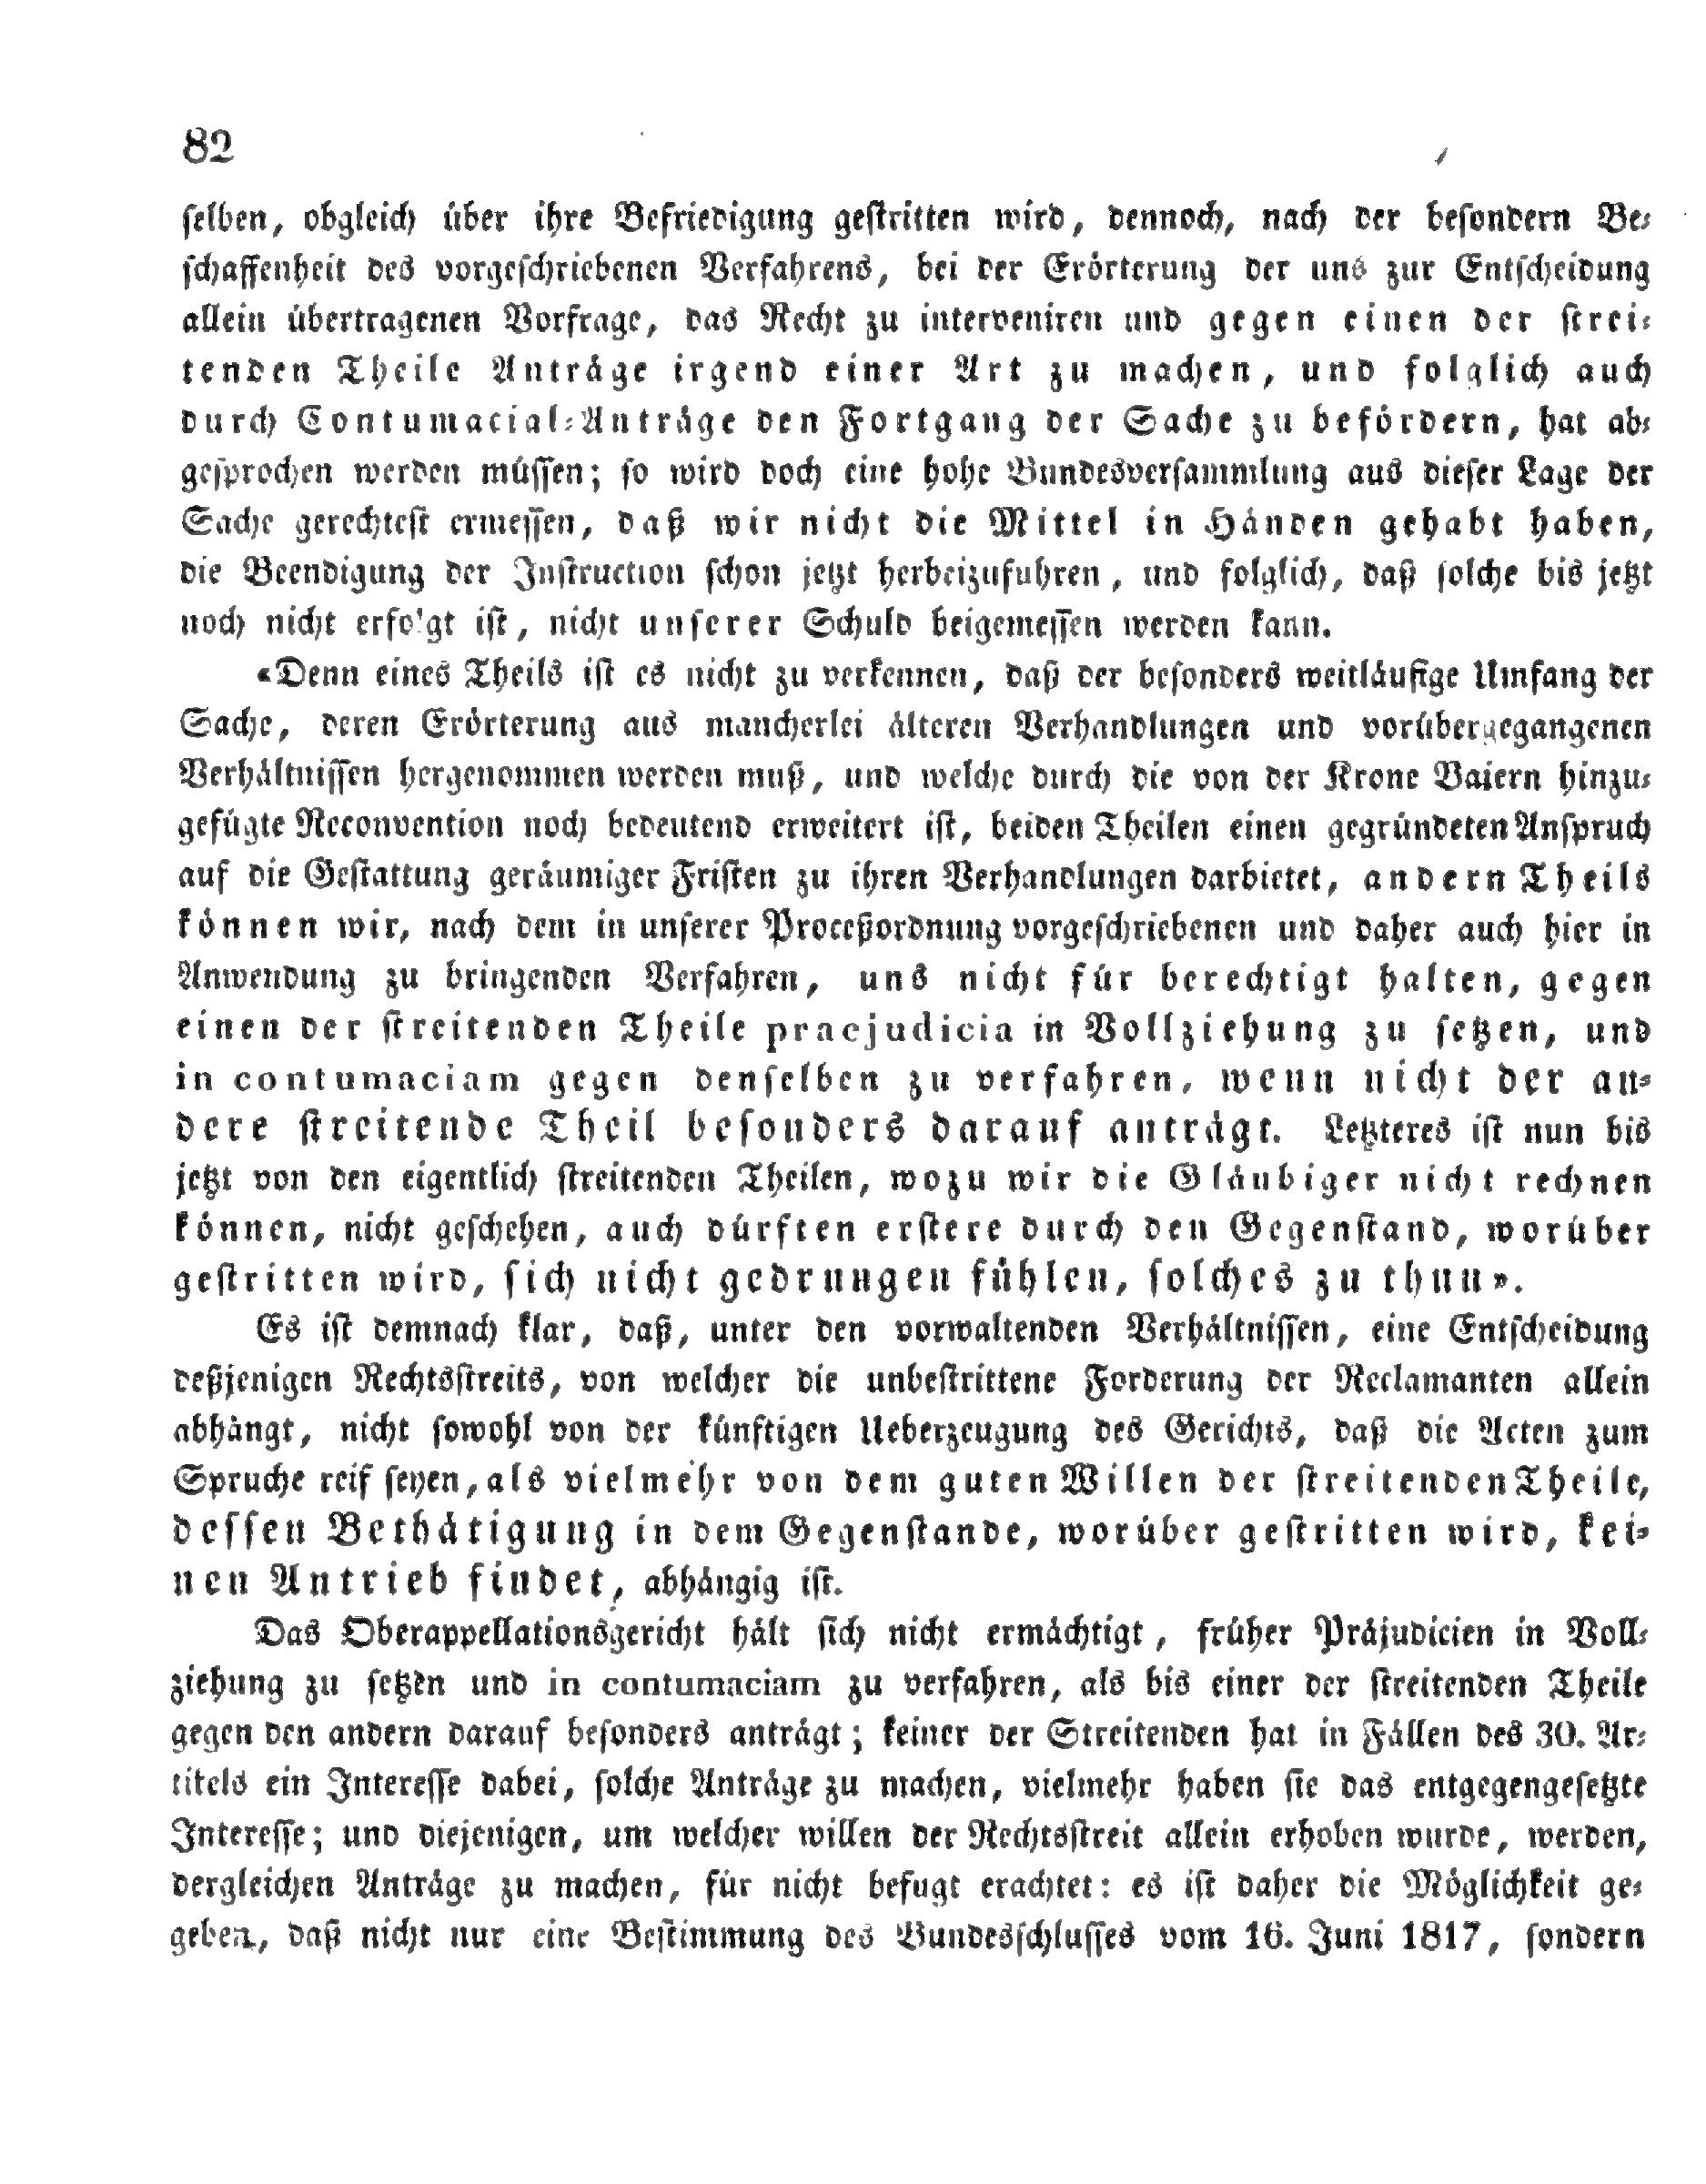 82
selben, obgleich über ihre Befriedigung gestritten wird, dennoch, nach der besondern Be-
schaffenheit des vorgeschriebenen Verfahrens, bei der Erörterung der uns zur Entscheidung
allein übertragenen Vorfrage, das Recht zu interveniren und gegen einen der strei-
tenden Theile Anträge irgend einer Art zu machen, und folglich auch
durch Contumacial-Anträge den Fortgang der Sache zu befördern, hat ab-
gesprochen werden müssen; so wird doch eine hohe Bundesversammlung aus dieser Lage der
Sache gerechtest ermessen, daß wir nicht die Mittel in Händen gehabt haben,
die Beendigung der Instruction schon jetzt herbeizufuhren, und folglich, daß solche bis jetzt
noch nicht erfolgt ist, nicht unserer Schuld beigemessen werden kann.
«Denn eines Theils ist es nicht zu verkennen, daß der besonders weitläufige Umfang der
Sache, deren Erörterung aus mancherlei älteren Verhandlungen und vorübergegangenen
Verhältnissen hergenommen werden muß, und welche durch die von der Krone Baiern hinzu-
gefügte Reconvention noch bedeutend erweitert ist, beiden Theilen einen gegründeten Anspruch
auf die Gestattung geräumiger Fristen zu ihren Verhandlungen darbietet, andern Theils
können wir, nach dem in unserer Proceßordnung vorgeschriebenen und daher auch hier in
Anwendung zu bringenden Verfahren, uns nicht für berechtigt halten, gegen
einen der streitenden Theile praejudicia in Vollziehung zu setzen, und
in contumaciam gegen denselben zu verfahren, wenn nicht der an-
dere streitende Theil besonders darauf anträgt. Letzteres ist nun bis
jetzt von den eigentlich streitenden Theilen, wozu wir die Gläubiger nicht rechnen
können, nicht geschehen, auch dürften erstere durch den Gegenstand, worüber
gestritten wird, sich nicht gedrungen fühlen, solches zu thun».
Es ist demnach klar, daß, unter den vorwaltenden Verhältnissen, eine Entscheidung
deßjenigen Rechtsstreits, von welcher die unbestrittene Forderung der Reclamanten allein
abhängt, nicht sowohl von der künftigen Ueberzeugung des Gerichts, daß die Acten zum
Spruche reif seyen, als vielmehr von dem guten Willen der streitenden Theile,
dessen Bethätigung in dem Gegenstande, worüber gestritten wird, kei-
nen Antrieb findet, abhängig ist.
Das Oberappellationsgericht hält sich nicht ermächtigt, früher Präjudicien in Voll-
ziehung zu setzen und in contumaciam zu verfahren, als bis einer der streitenden Theile
gegen den andern darauf besonders anträgt; keiner der Streitenden hat in Fällen des 30. Ar-
titels ein Interesse dabei, solche Anträge zu machen, vielmehr haben sie das entgegengesetzte
Interesse; und diejenigen, um welcher willen der Rechtsstreit allein erhoben wurde, werden,
dergleichen Anträge zu machen, für nicht befugt erachtet: es ist daher die Möglichkeit ge-
geben, daß nicht nur eine Bestimmung des Bundesschlusses vom 16. Juni 1817, sondern